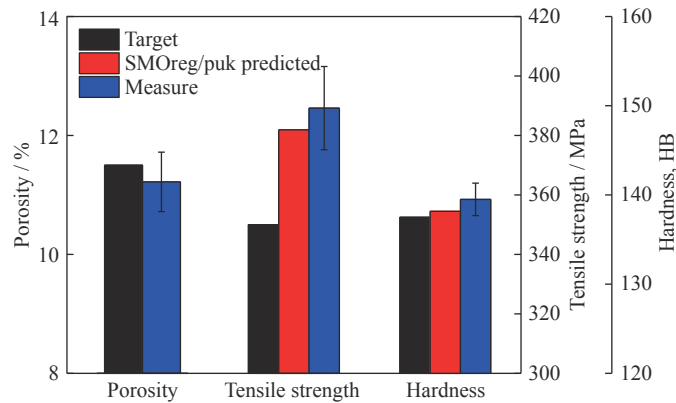 14
12
10
8
Porosity / %
Target
SMOreg/puk predicted
Measure
Porosity
Tensile strength
Hardness
420
400
380
360
340
320
300
Tensile strength / MPa
160
150
140
130
120
Hardness, HB